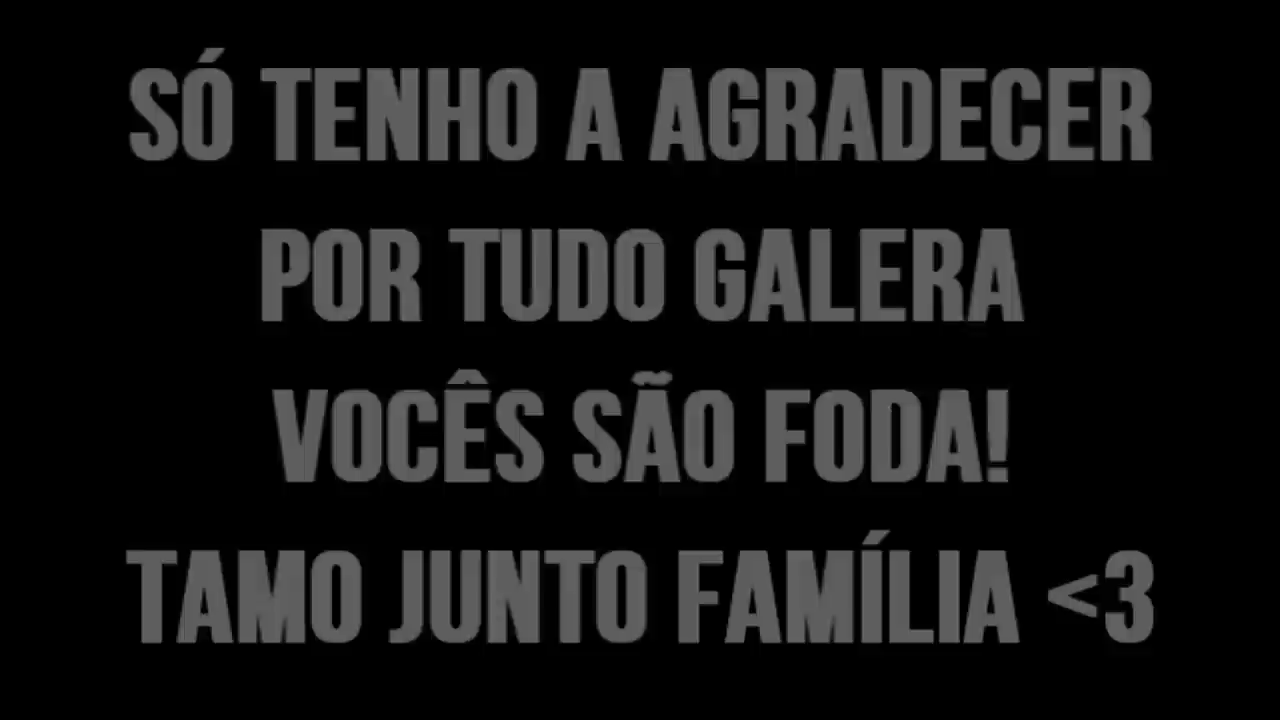 SÓ TENHO A AGRADECER
POR TUDO GALERA
VOCÊS SÃO FODA!
TAMO JUNTO FAMÍLIA <3